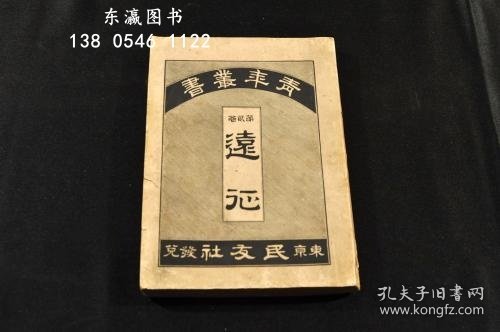 东瀛图书
138 0546 1122
青年叢書
第貳卷
遠
征
東京民友社發兌
孔夫子旧书网
www.kongfz.com